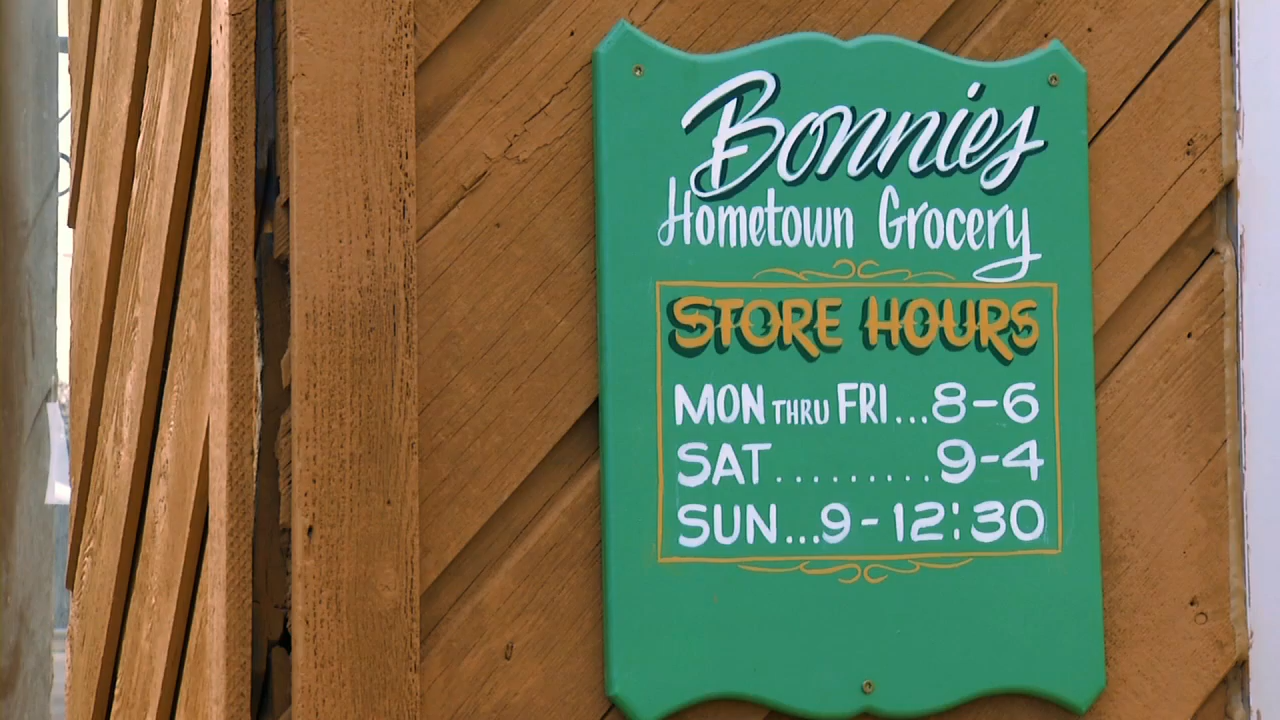 Bonnies
Hometown Grocery
STORE HOURS
MON THRU FRI...8-6
SAT.........9-4
SUN...9-12:30